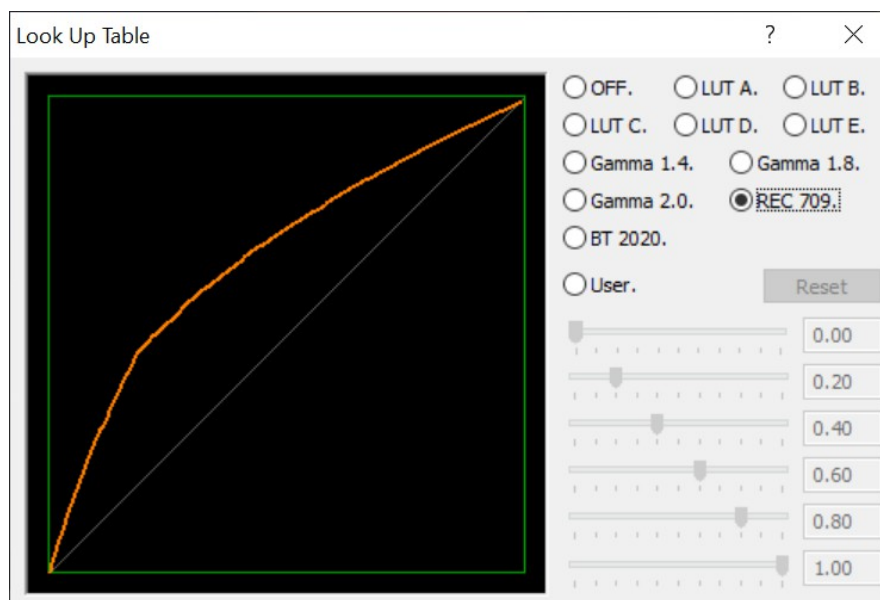 Look Up Table ? ×
OFF. LUT A. LUT B.
LUT C. LUT D. LUT E.
Gamma 1.4. Gamma 1.8.
Gamma 2.0. REC 709.
BT 2020.
User. Reset
0.00
0.20
0.40
0.60
0.80
1.00